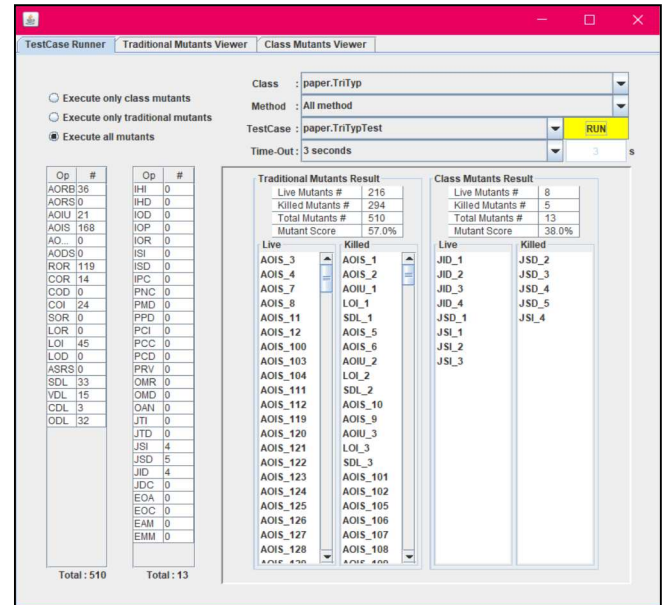 TestCase Runner Traditional Mutants Viewer Class Mutants Viewer
Execute only class mutants
Execute only traditional mutants
Execute all mutants
Class : paper.TriTyp
Method : All method
TestCase : paper.TriTypTest RUN
Time-Out : 3 seconds 3 s
Op #
AORB 36
AORS 0
AOIU 21
AOIS 168
AO... 0
AODS 0
ROR 119
COR 14
COD 0
COI 24
SOR 0
LOR 0
LOI 45
LOD 0
ASRS 0
SDL 33
VDL 15
CDL 3
ODL 32
Total : 510
Op #
IHI 0
IHD 0
IOD 0
IOP 0
IOR 0
ISI 0
ISD 0
IPC 0
PNC 0
PMD 0
PPD 0
PCI 0
PCC 0
PCD 0
PRV 0
OMR 0
OMD 0
OAN 0
JTI 0
JTD 0
JSI 4
JSD 5
JID 4
JDC 0
EOA 0
EOC 0
EAM 0
EMM 0
Total : 13
Traditional Mutants Result
Live Mutants # 216
Killed Mutants # 294
Total Mutants # 510
Mutant Score 57.0%
Live
AOIS_3
AOIS_4
AOIS_7
AOIS_8
AOIS_11
AOIS_12
AOIS_100
AOIS_103
AOIS_104
AOIS_111
AOIS_112
AOIS_119
AOIS_120
AOIS_121
AOIS_122
AOIS_123
AOIS_124
AOIS_125
AOIS_126
AOIS_127
AOIS_128
Killed
AOIS_1
AOIS_2
AOIU_1
LOI_1
SDL_1
AOIS_5
AOIS_6
AOIU_2
LOI_2
SDL_2
AOIS_10
AOIS_9
AOIU_3
LOI_3
SDL_3
AOIS_101
AOIS_102
AOIS_105
AOIS_106
AOIS_107
AOIS_108
Class Mutants Result
Live Mutants # 8
Killed Mutants # 5
Total Mutants # 13
Mutant Score 38.0%
Live
JID_1
JID_2
JID_3
JID_4
JSD_1
JSI_1
JSI_2
JSI_3
Killed
JSD_2
JSD_3
JSD_4
JSD_5
JSI_4